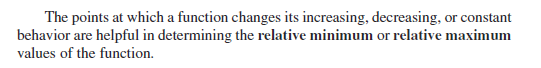 The points at which a function changes its increasing, decreasing, or constant
behavior are helpful in determining the relative minimum or relative maximum
values of the function.